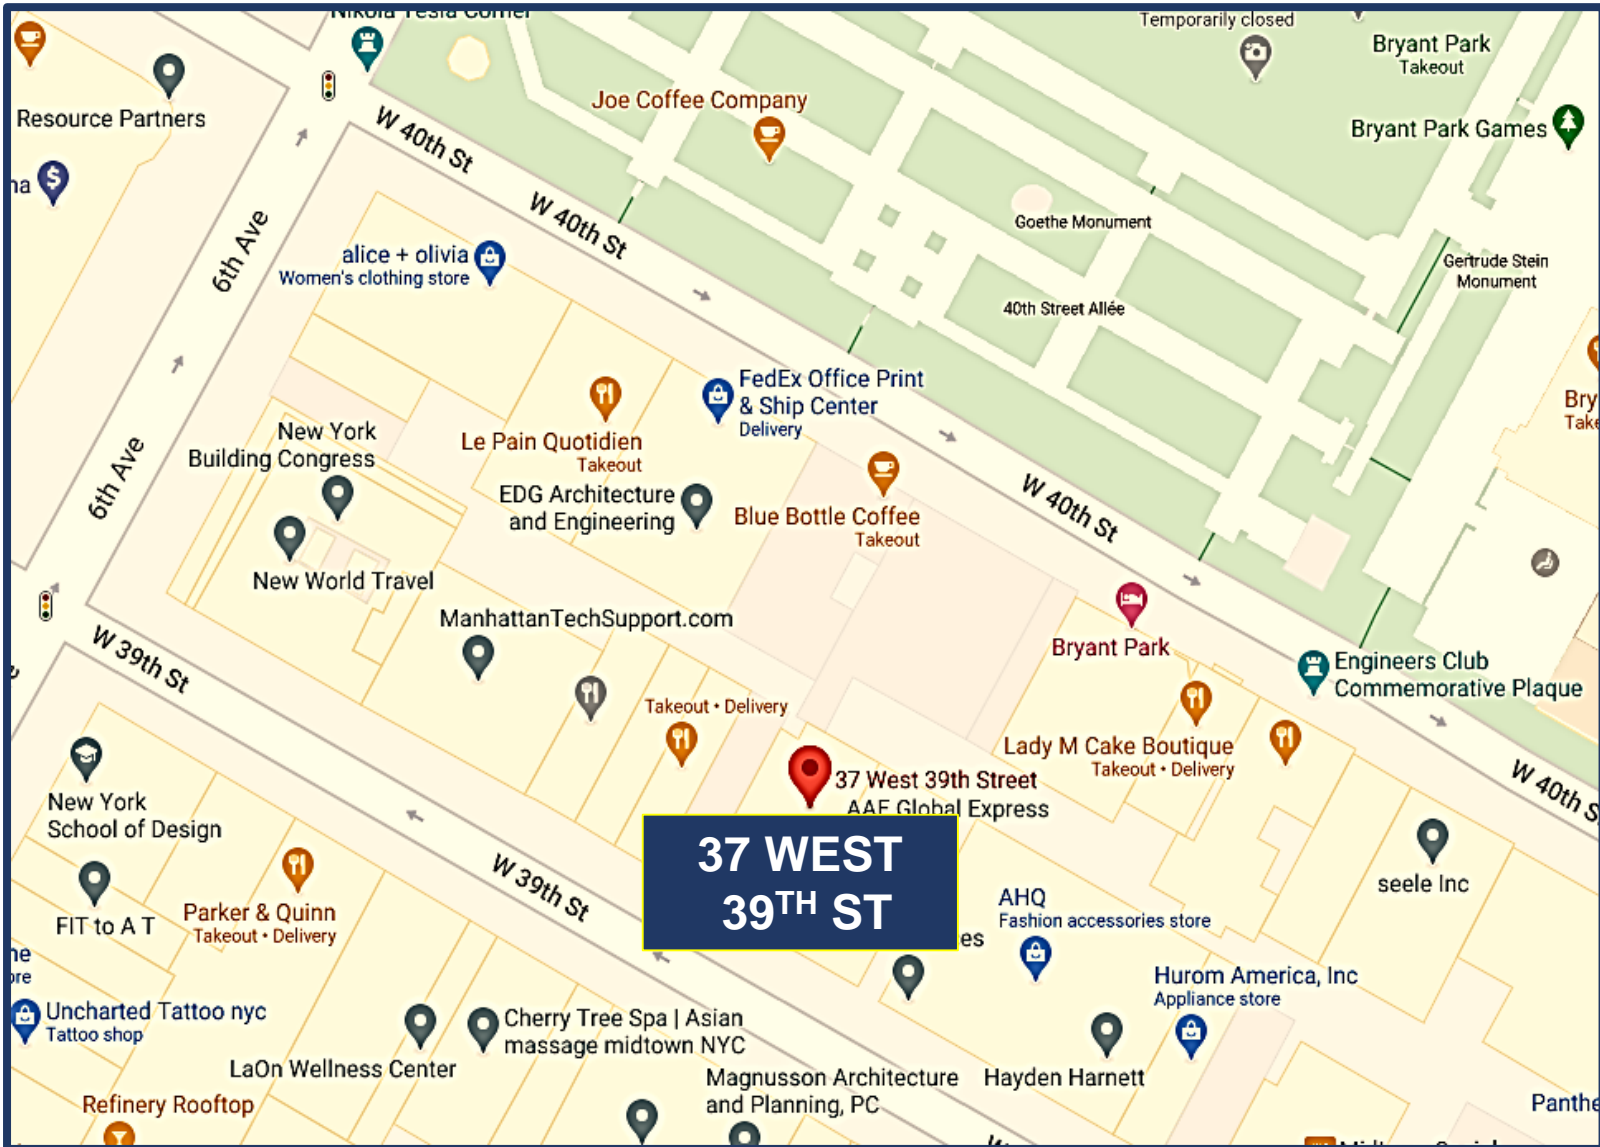 Nikola Tesla Corner
Temporarily closed
Bryant Park
Takeout
Resource Partners
Joe Coffee Company
Bryant Park Games
W 40th St
W 40th St
6th Ave
Goethe Monument
alice + olivia
Women's clothing store
Gertrude Stein
Monument
40th Street Allée
FedEx Office Print
& Ship Center
Delivery
New York
Building Congress
Le Pain Quotidien
Takeout
6th Ave
EDG Architecture
and Engineering
Blue Bottle Coffee
Takeout
W 40th St
New World Travel
ManhattanTechSupport.com
Bryant Park
W 39th St
Engineers Club
Commemorative Plaque
Takeout • Delivery
Lady M Cake Boutique
Takeout • Delivery
37 West 39th Street
AAE Global Express
W 40th S
New York
School of Design
37 WEST
39TH ST
W 39th St
seele Inc
AHQ
Fashion accessories store
Parker & Quinn
Takeout • Delivery
FIT to A T
Hurom America, Inc
Appliance store
Uncharted Tattoo nyc
Tattoo shop
Cherry Tree Spa | Asian
massage midtown NYC
LaOn Wellness Center
Magnusson Architecture
and Planning, PC
Hayden Harnett
Refinery Rooftop
Panthe